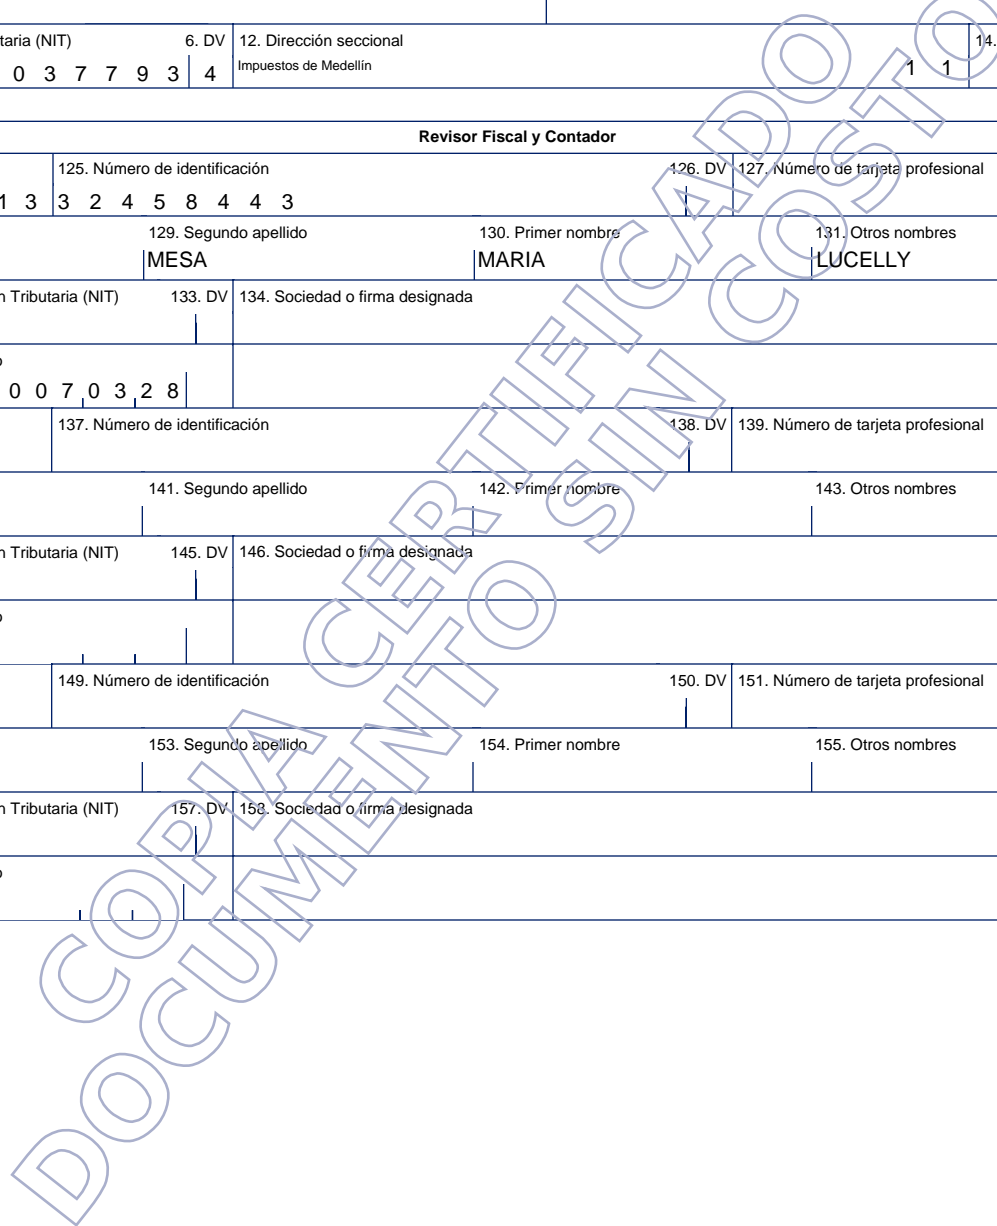 taria (NIT) 6. DV 12. Dirección seccional 14.
0 3 7 7 9 3 4 Impuestos de Medellín 1 1
Revisor Fiscal y Contador
125. Número de identificación 126. DV 127. Número de tarjeta profesional
1 3 3 2 4 5 8 4 4 3
129. Segundo apellido 130. Primer nombre 131. Otros nombres
MESA MARIA LUCELLY
n Tributaria (NIT) 133. DV 134. Sociedad o firma designada
o
0 0 7 0 3 2 8
137. Número de identificación 138. DV 139. Número de tarjeta profesional
141. Segundo apellido 142. Primer nombre 143. Otros nombres
n Tributaria (NIT) 145. DV 146. Sociedad o firma designada
o
149. Número de identificación 150. DV 151. Número de tarjeta profesional
153. Segundo apellido 154. Primer nombre 155. Otros nombres
n Tributaria (NIT) 157. DV 158. Sociedad o firma designada
o
COPIA CERTIFICADO
DOCUMENTO SIN COSTO